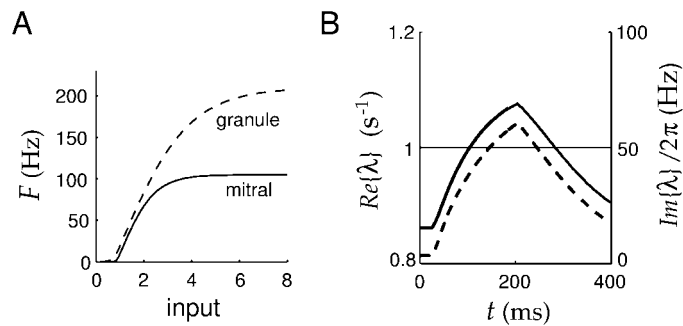 A
F (Hz)
200
150
100
50
0
granule
mitral
0 2 4 6 8
input
B
Re{λ} (s⁻¹)
1.2
1
0.8
100
50
0
Im{λ}/2π (Hz)
0 200 400
t (ms)